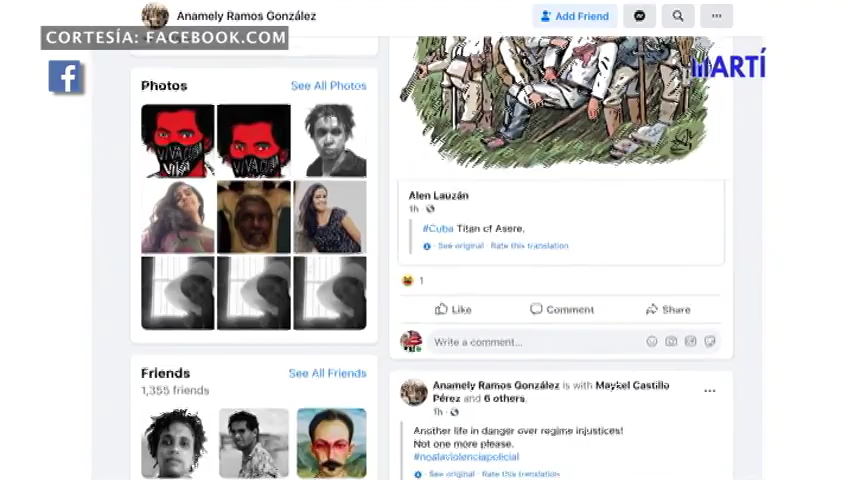 Anamely Ramos González
Add Friend
CORTESÍA: FACEBOOK.COM
MARTÍ
Photos
See All Photos
VIVA CUBA
VIVA
VIVA CUBA
Alen Lauzán
1h
#Cuba Titan of Asere.
See original · Rate this translation
1
Like
Comment
Share
Write a comment...
Friends
See All Friends
1,355 friends
Anamely Ramos González is with Maykel Castillo
Pérez and 6 others.
1h
Another life in danger over regime injustices!
Not one more please.
#noalaviolenciapolicial
See original · Rate this translation